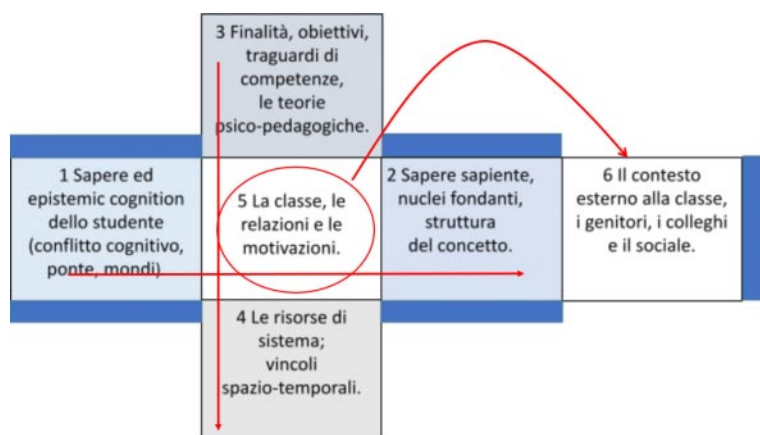 3 Finalità, obiettivi,
traguardi di
competenze,
le teorie
psico-pedagogiche.
1 Sapere ed
epistemic cognition
dello studente
(conflitto cognitivo,
ponte, mondi)
5 La classe, le
relazioni e le
motivazioni.
2 Sapere sapiente,
nuclei fondanti,
struttura
del concetto.
6 Il contesto
esterno alla classe,
i genitori, i colleghi
e il sociale.
4 Le risorse di
sistema;
vincoli
spazio-temporali.